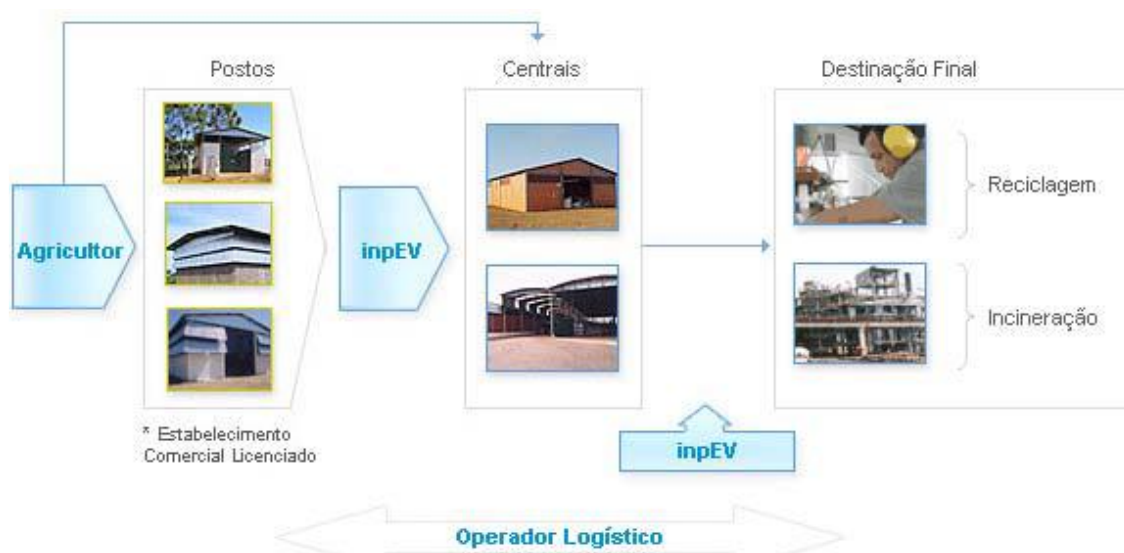 Postos
Centrais
Destinação Final
Agricultor
inpEV
Reciclagem
Incineração
* Estabelecimento
Comercial Licenciado
inpEV
Operador Logístico